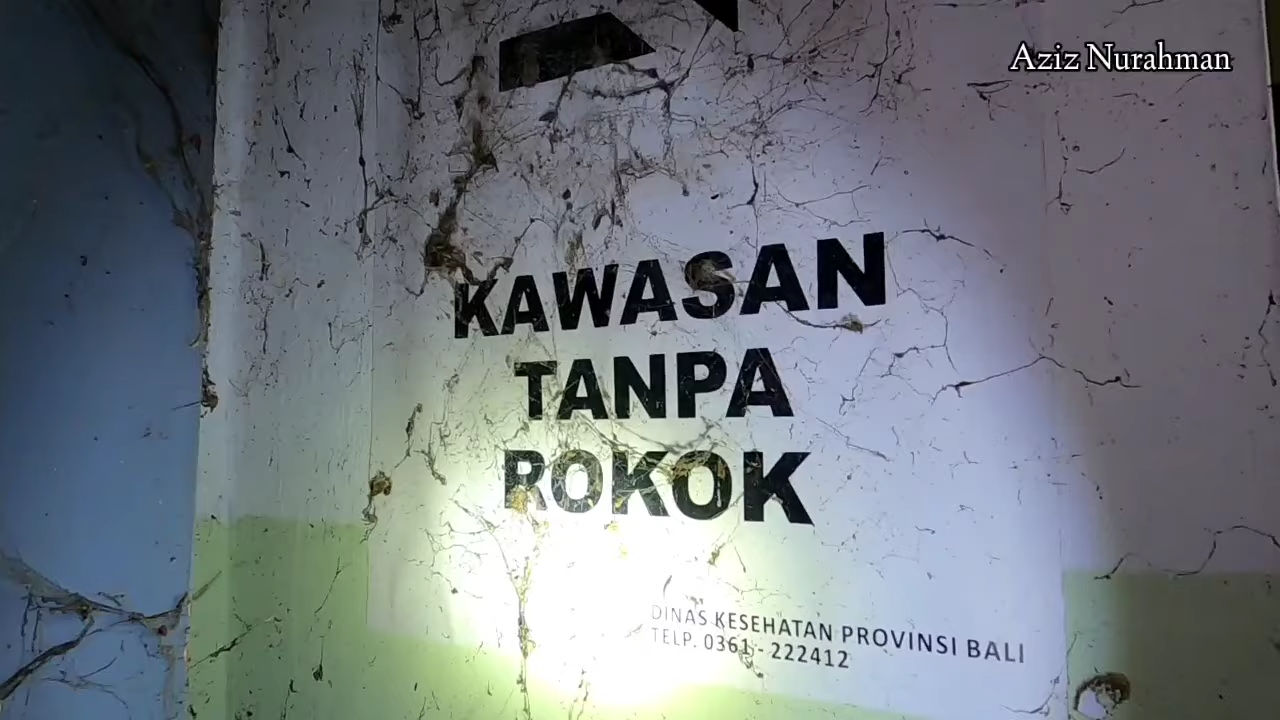 Aziz Nurahman
KAWASAN
TANPA
ROKOK
DINAS KESEHATAN PROVINSI BALI
TELP. 0361 - 222412